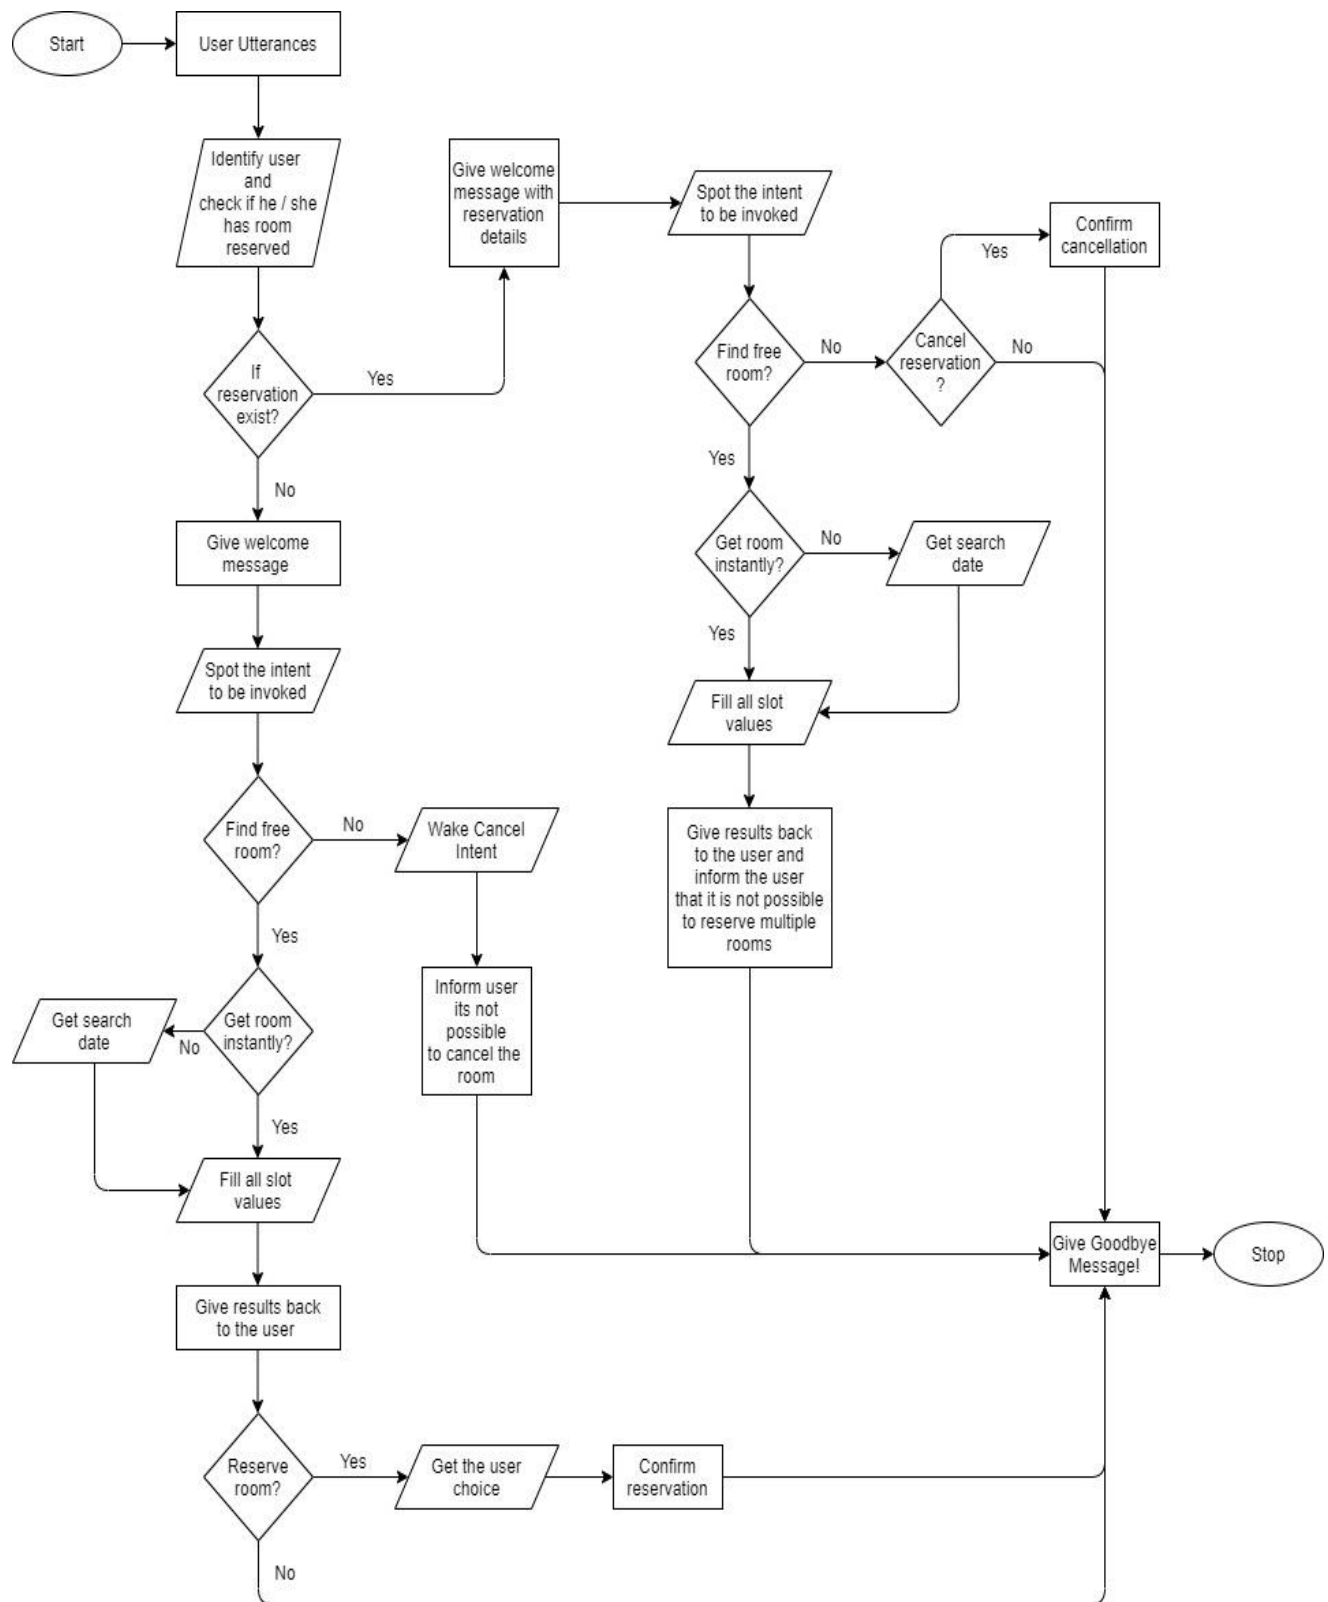 Start
User Utterances
Identify user
and
check if he / she
has room
reserved
If
reservation
exist?
Yes
No
Give welcome
message with
reservation
details
Spot the intent
to be invoked
Find free
room?
No
Cancel
reservation
?
Yes
Confirm
cancellation
No
Yes
Get room
instantly?
No
Get search
date
Yes
Fill all slot
values
Give results back
to the user and
inform the user
that it is not possible
to reserve multiple
rooms
Give welcome
message
Spot the intent
to be invoked
Find free
room?
No
Wake Cancel
Intent
Inform user
its not
possible
to cancel the
room
Yes
Get room
instantly?
No
Get search
date
Yes
Fill all slot
values
Give results back
to the user
Reserve
room?
Yes
Get the user
choice
Confirm
reservation
No
Give Goodbye
Message!
Stop